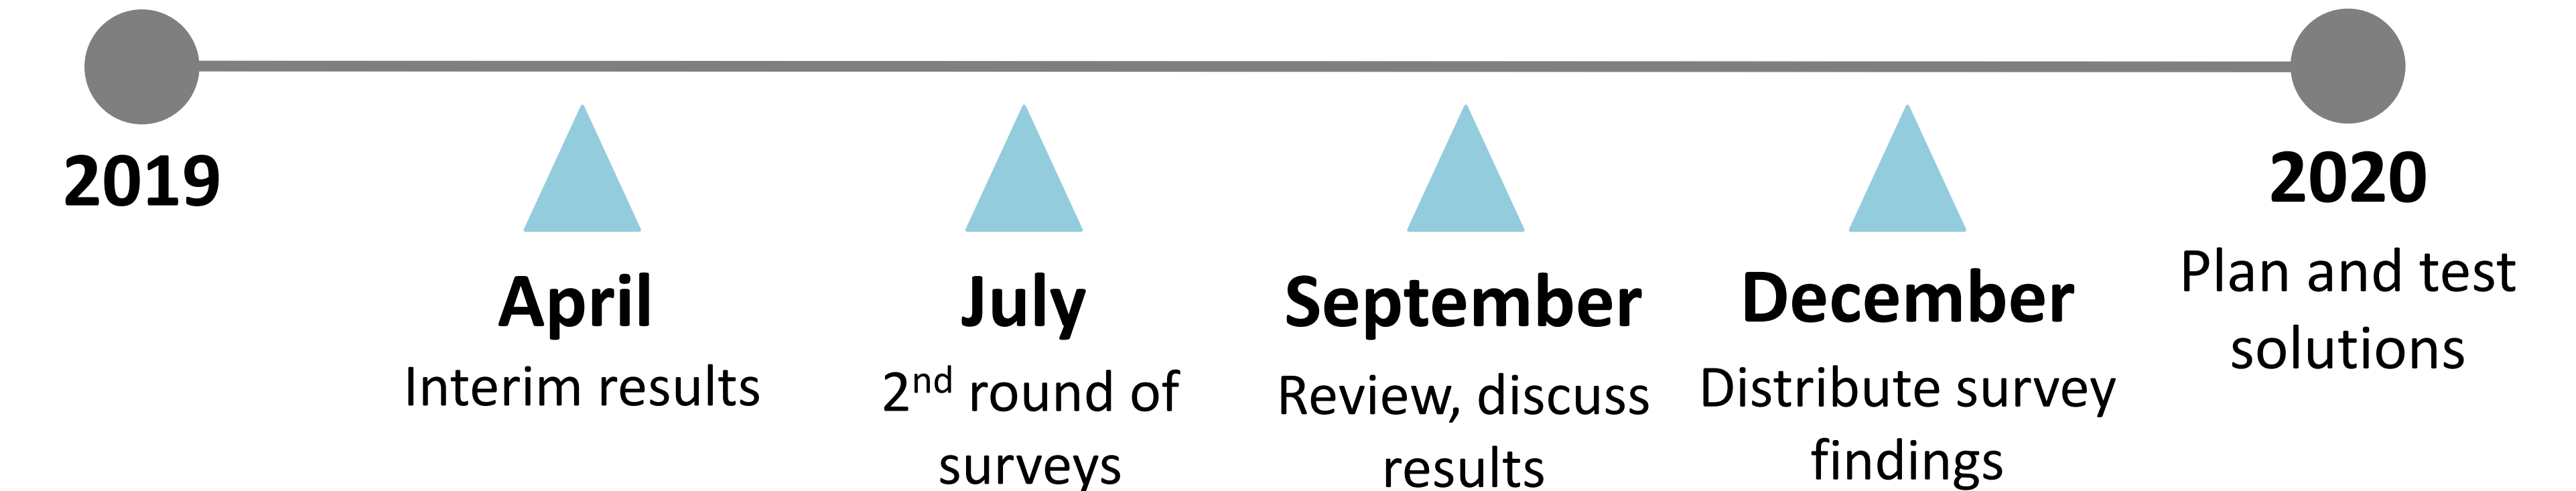 2019
April
Interim results
July
2nd round of
surveys
September
Review, discuss
results
December
Distribute survey
findings
2020
Plan and test
solutions